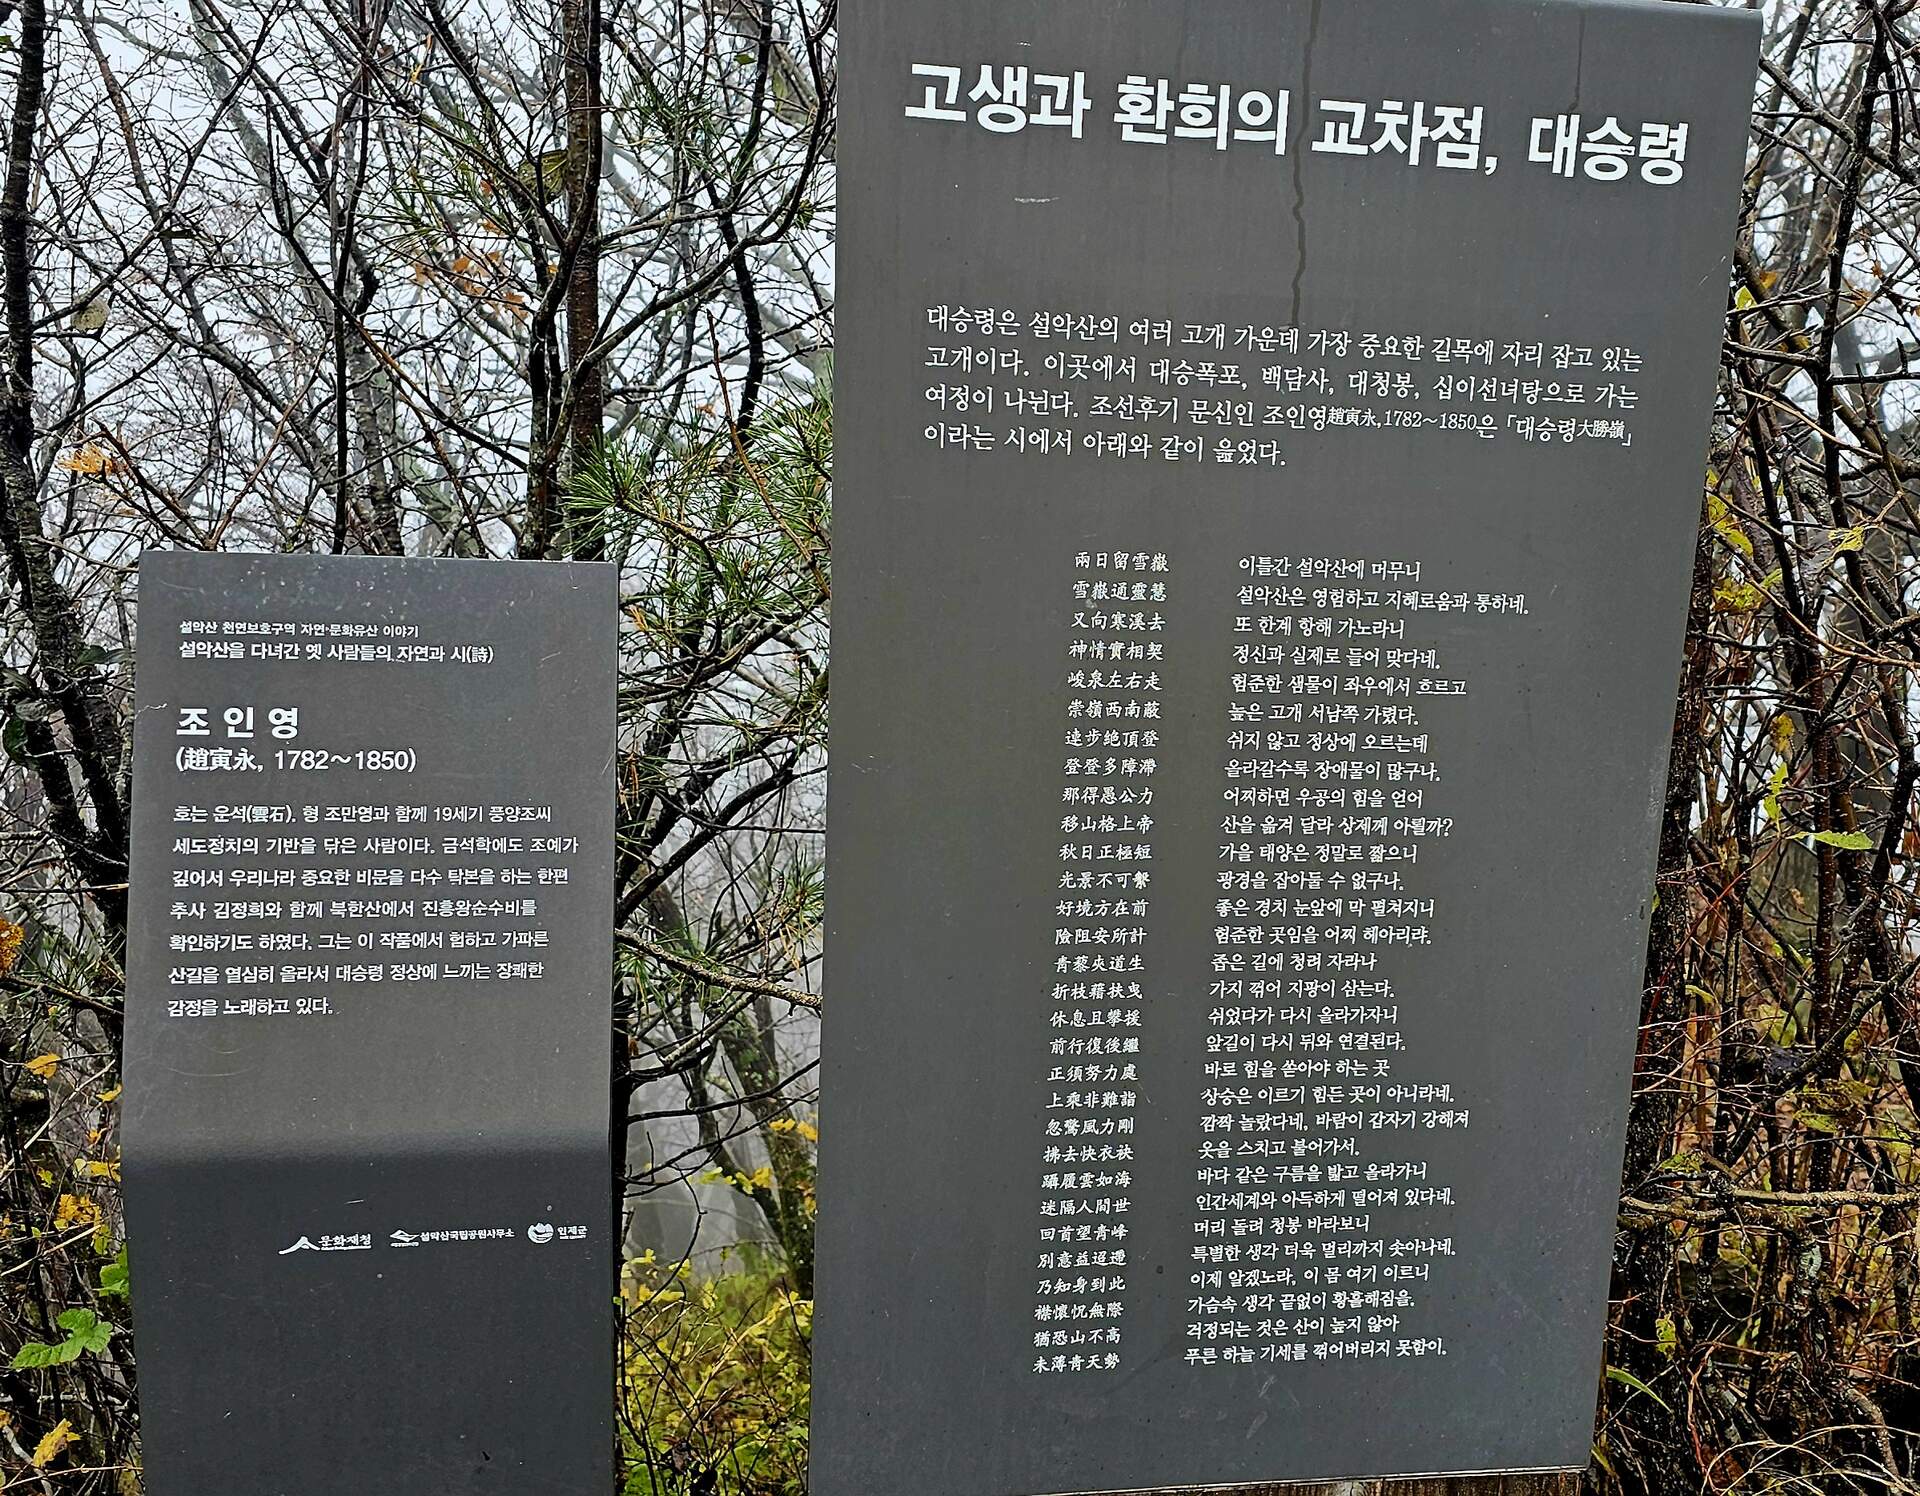 고생과 환희의 교차점, 대승령
대승령은 설악산의 여러 고개 가운데 가장 중요한 길목에 자리 잡고 있는
고개이다. 이곳에서 대승폭포, 백담사, 대청봉, 십이선녀탕으로 가는
여정이 나뉜다. 조선후기 문신인 조인영趙寅永,1782~1850은 「대승령大勝嶺」
이라는 시에서 아래와 같이 읊었다.
兩日留雪嶽 이틀간 설악산에 머무니
雪嶽通靈慧 설악산은 영험하고 지혜로움과 통하네.
又向寒溪去 또 한계 향해 가노라니
神情實相契 정신과 실제로 들어 맞다네.
峻泉左右走 험준한 샘물이 좌우에서 흐르고
崇嶺西南蔽 높은 고개 서남쪽 가렸다.
連步絶頂登 쉬지 않고 정상에 오르는데
登登多障滯 올라갈수록 장애물이 많구나.
那得愚公力 어찌하면 우공의 힘을 얻어
移山格上帝 산을 옮겨 달라 상제께 아뢸까?
秋日正極短 가을 태양은 정말로 짧으니
光景不可繫 광경을 잡아둘 수 없구나.
好境方在前 좋은 경치 눈앞에 막 펼쳐지니
險阻安所計 험준한 곳임을 어찌 헤아리랴.
靑藜夾道生 좁은 길에 청려 자라나
折枝藉扶曳 가지 꺾어 지팡이 삼는다.
休息且攀援 쉬었다가 다시 올라가자니
前行復後繼 앞길이 다시 뒤와 연결된다.
正須努力處 바로 힘을 쏟아야 하는 곳
上乘非難詣 상승은 이르기 힘든 곳이 아니라네.
忽驚風力剛 깜짝 놀랐다네, 바람이 갑자기 강해져
拂去快衣袂 옷을 스치고 불어가서.
躡履雲如海 바다 같은 구름을 밟고 올라가니
迷隔人間世 인간세계와 아득하게 떨어져 있다네.
回首望靑峰 머리 돌려 청봉 바라보니
別意益迢遰 특별한 생각 더욱 멀리까지 솟아나네.
乃知身到此 이제 알겠노라, 이 몸 여기 이르니
襟懷怳無際 가슴속 생각 끝없이 황홀해짐을.
猶恐山不高 걱정되는 것은 산이 높지 않아
未薄靑天勢 푸른 하늘 기세를 꺾어버리지 못함이.
설악산 천연보호구역 자연·문화유산 이야기
설악산을 다녀간 옛 사람들의 자연과 시(詩)
조인영
(趙寅永, 1782~1850)
호는 운석(雲石). 형 조만영과 함께 19세기 풍양조씨
세도정치의 기반을 닦은 사람이다. 금석학에도 조예가
깊어서 우리나라 중요한 비문을 다수 탁본을 하는 한편
추사 김정희와 함께 북한산에서 진흥왕순수비를
확인하기도 하였다. 그는 이 작품에서 험하고 가파른
산길을 열심히 올라서 대승령 정상에 느끼는 장쾌한
감정을 노래하고 있다.
문화재청 설악산국립공원사무소 인제군